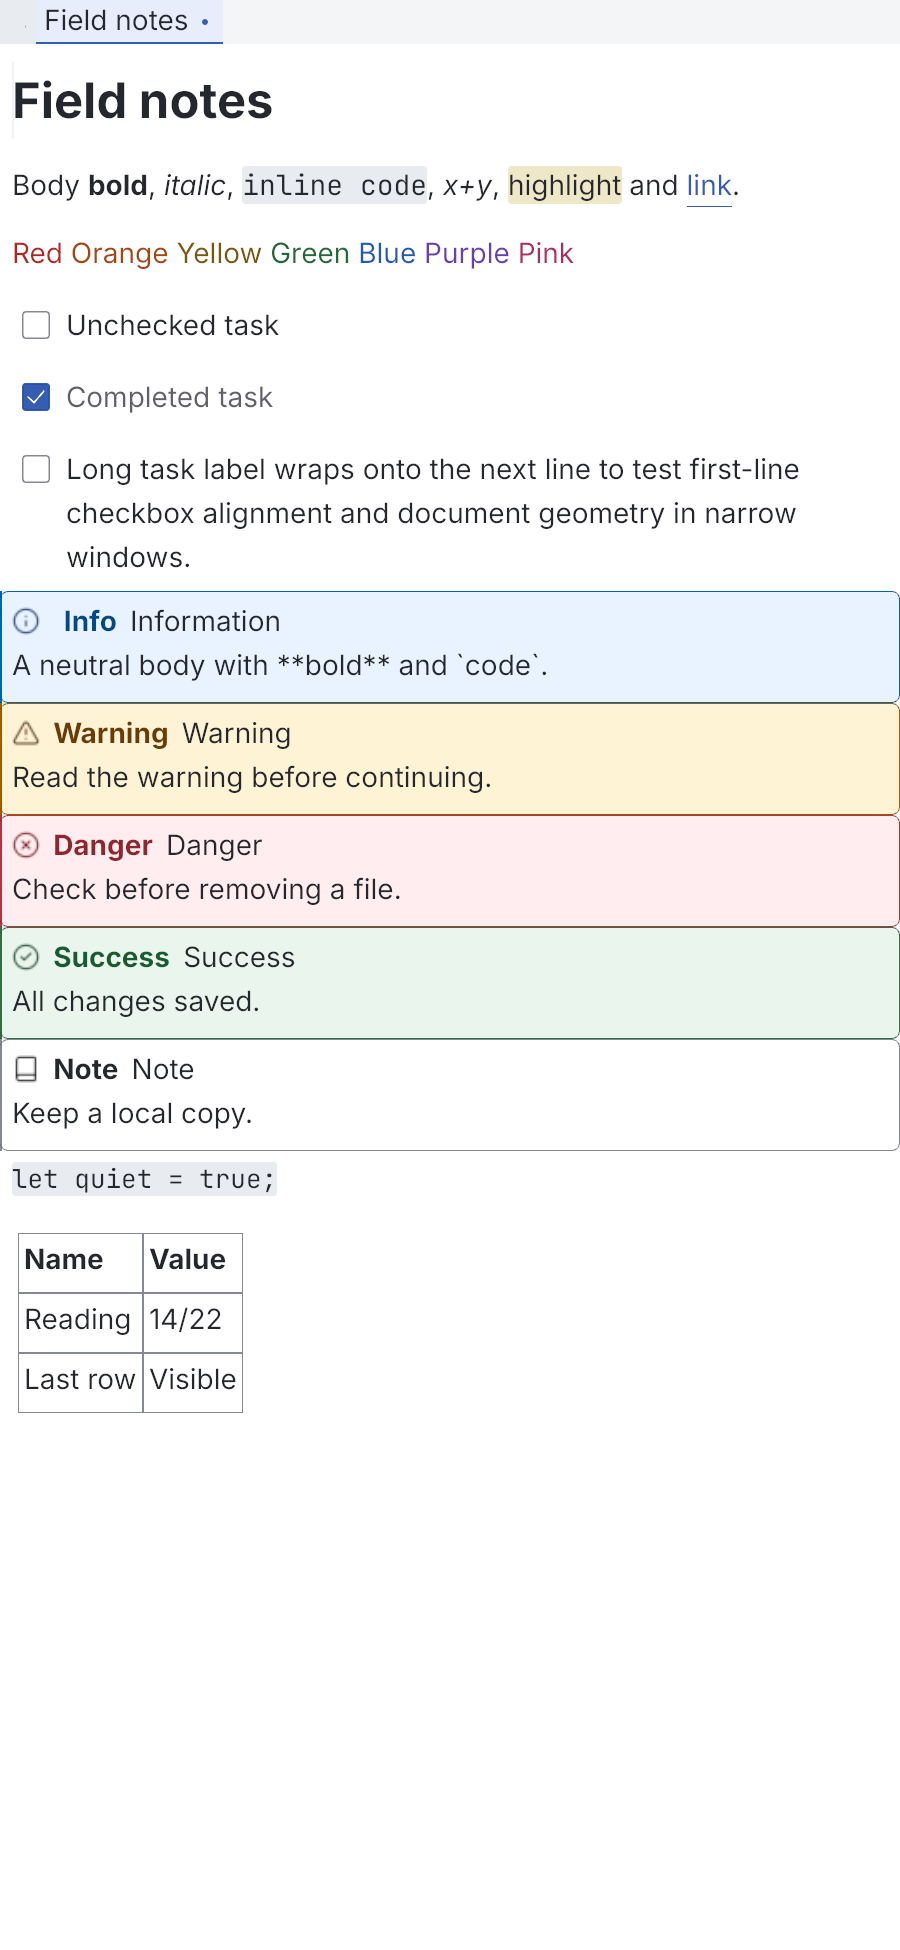 Field notes •
Field notes
Body bold, italic, inline code, x+y, highlight and link.
Red Orange Yellow Green Blue Purple Pink
Unchecked task
Completed task
Long task label wraps onto the next line to test first-line
checkbox alignment and document geometry in narrow
windows.
Info Information
A neutral body with **bold** and `code`.
Warning Warning
Read the warning before continuing.
Danger Danger
Check before removing a file.
Success Success
All changes saved.
Note Note
Keep a local copy.
let quiet = true;
Name Value
Reading 14/22
Last row Visible